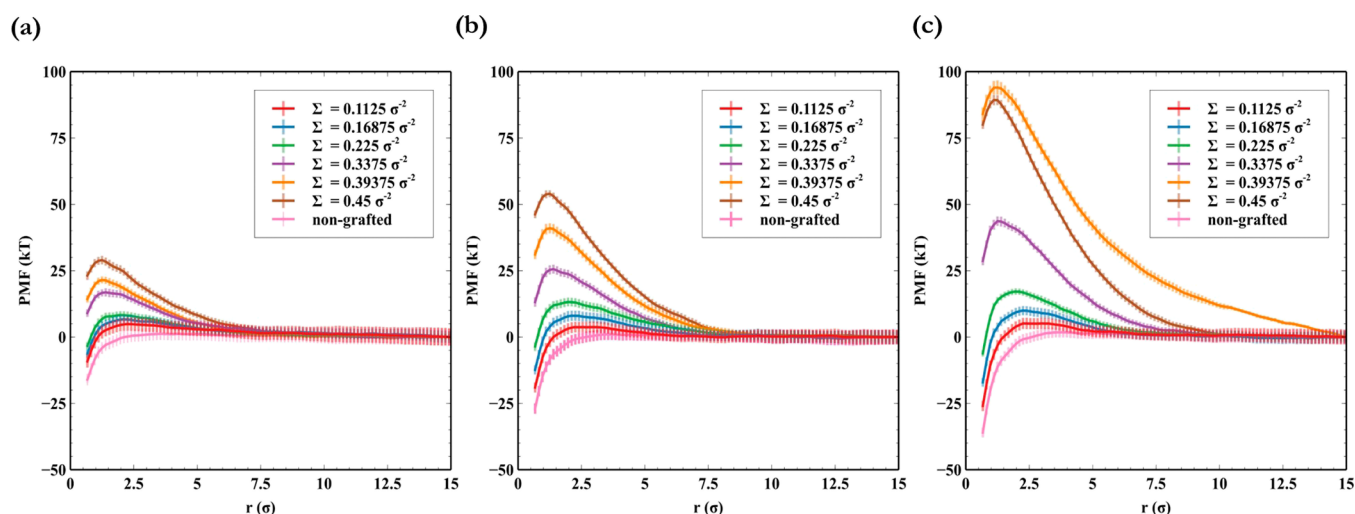 (a)
PMF (kT)
100
75
50
25
0
−25
−50
0
2.5
5
7.5
10
12.5
15
r (σ)
Σ = 0.1125 σ⁻²
Σ = 0.16875 σ⁻²
Σ = 0.225 σ⁻²
Σ = 0.3375 σ⁻²
Σ = 0.39375 σ⁻²
Σ = 0.45 σ⁻²
non-grafted
(b)
PMF (kT)
100
75
50
25
0
−25
−50
0
2.5
5
7.5
10
12.5
15
r (σ)
Σ = 0.1125 σ⁻²
Σ = 0.16875 σ⁻²
Σ = 0.225 σ⁻²
Σ = 0.3375 σ⁻²
Σ = 0.39375 σ⁻²
Σ = 0.45 σ⁻²
non-grafted
(c)
PMF (kT)
100
75
50
25
0
−25
−50
0
2.5
5
7.5
10
12.5
15
r (σ)
Σ = 0.1125 σ⁻²
Σ = 0.16875 σ⁻²
Σ = 0.225 σ⁻²
Σ = 0.3375 σ⁻²
Σ = 0.39375 σ⁻²
Σ = 0.45 σ⁻²
non-grafted